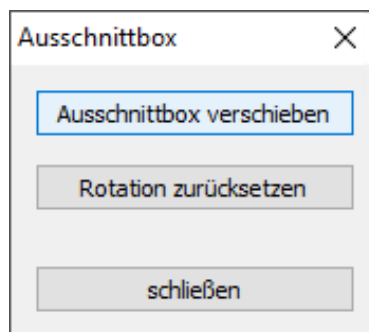 Ausschnittbox
Ausschnittbox verschieben
Rotation zurücksetzen
schließen